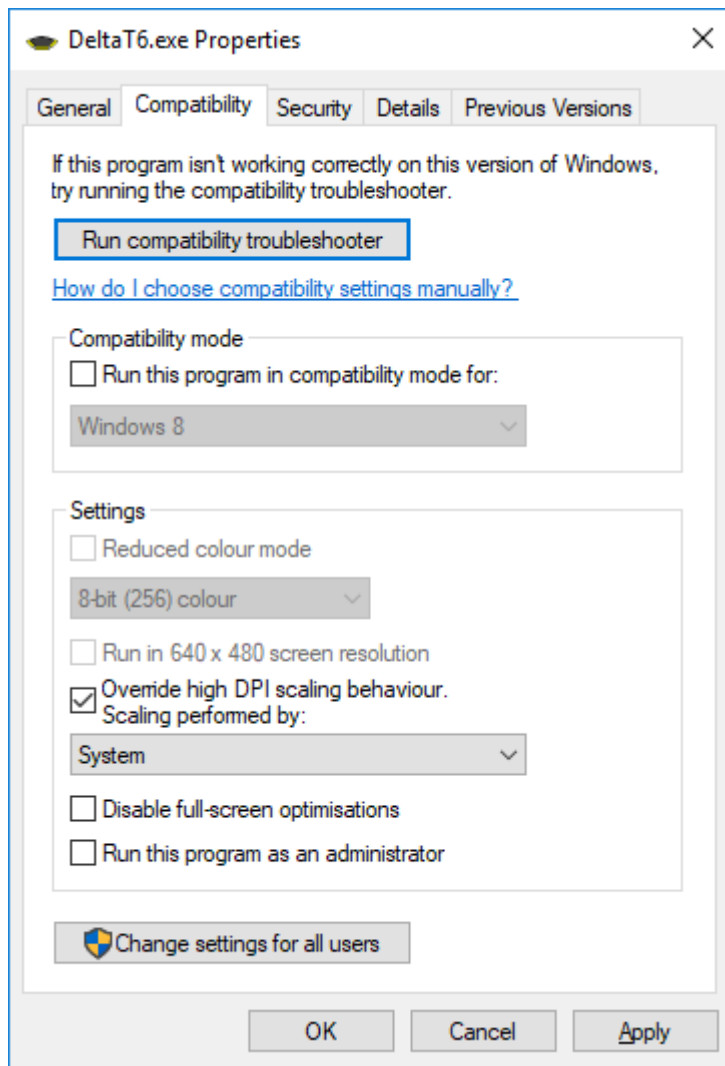 DeltaT6.exe Properties
General Compatibility Security Details Previous Versions
If this program isn't working correctly on this version of Windows,
try running the compatibility troubleshooter.
Run compatibility troubleshooter
How do I choose compatibility settings manually?
Compatibility mode
Run this program in compatibility mode for:
Windows 8
Settings
Reduced colour mode
8-bit (256) colour
Run in 640 x 480 screen resolution
Override high DPI scaling behaviour.
Scaling performed by:
System
Disable full-screen optimisations
Run this program as an administrator
Change settings for all users
OK Cancel Apply